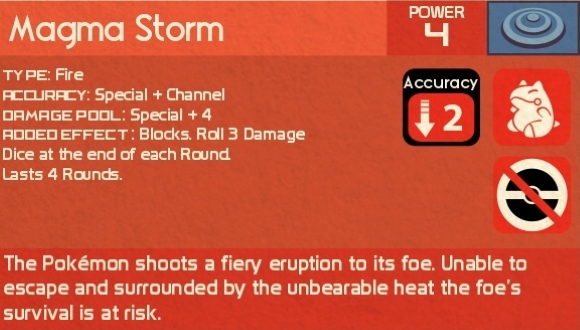 Magma Storm
POWER
4
TYPE: Fire
ACCURACY: Special + Channel
DAMAGE POOL: Special + 4
ADDED EFFECT: Blocks. Roll 3 Damage
Dice at the end of each Round.
Lasts 4 Rounds.
Accuracy
2
The Pokémon shoots a fiery eruption to its foe. Unable to
escape and surrounded by the unbearable heat the foe's
survival is at risk.